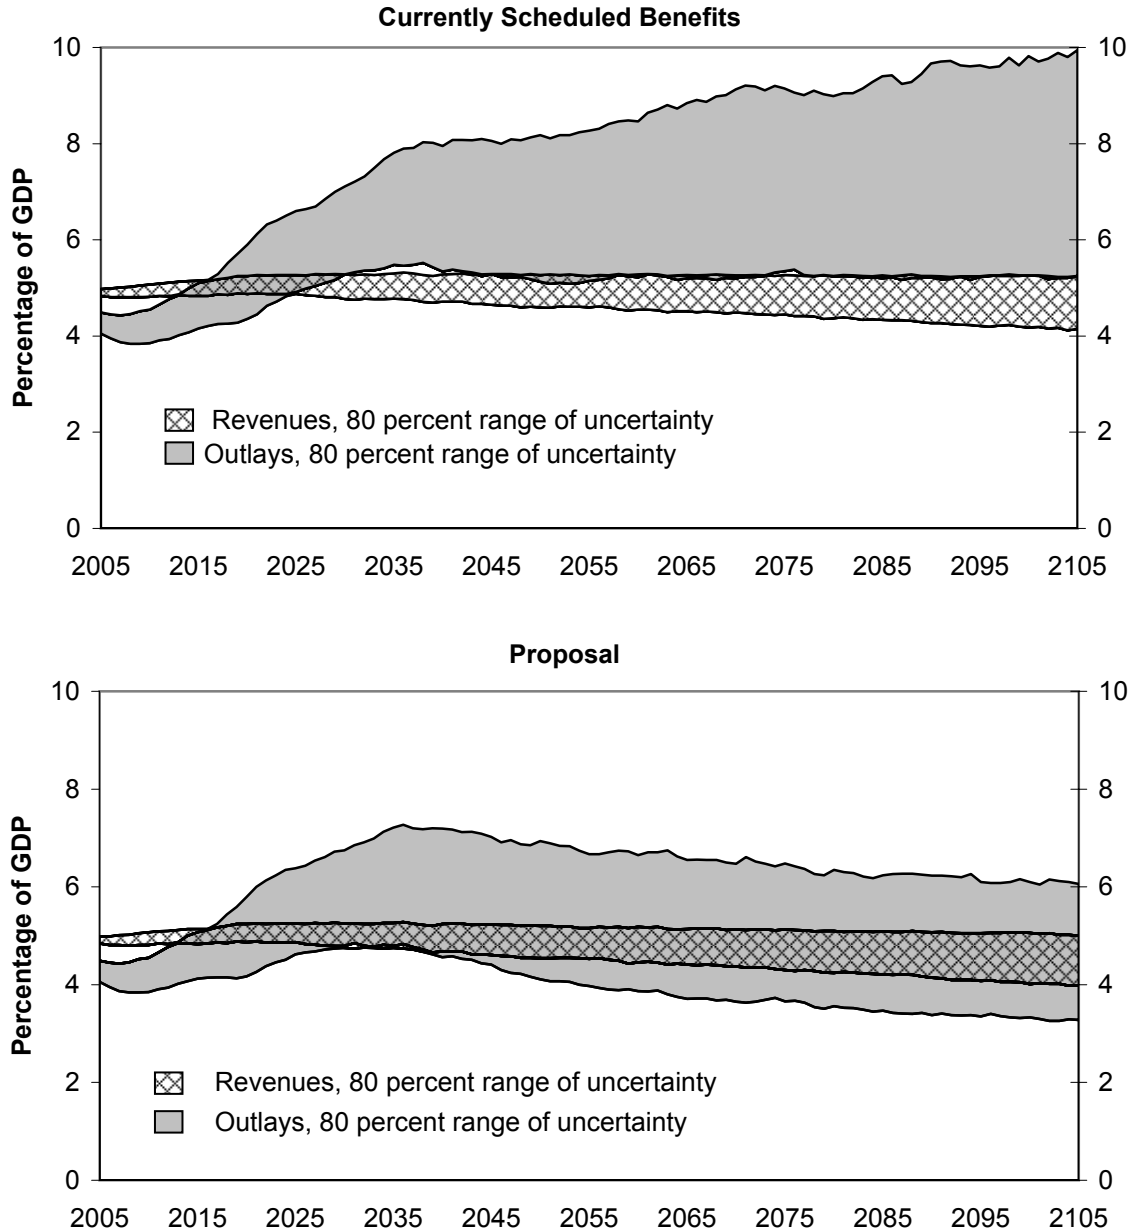 Currently Scheduled Benefits
Percentage of GDP
10 10
8 8
6 6
4 4
2 2
0 0
Revenues, 80 percent range of uncertainty
Outlays, 80 percent range of uncertainty
2005 2015 2025 2035 2045 2055 2065 2075 2085 2095 2105
Proposal
Percentage of GDP
10 10
8 8
6 6
4 4
2 2
0 0
Revenues, 80 percent range of uncertainty
Outlays, 80 percent range of uncertainty
2005 2015 2025 2035 2045 2055 2065 2075 2085 2095 2105